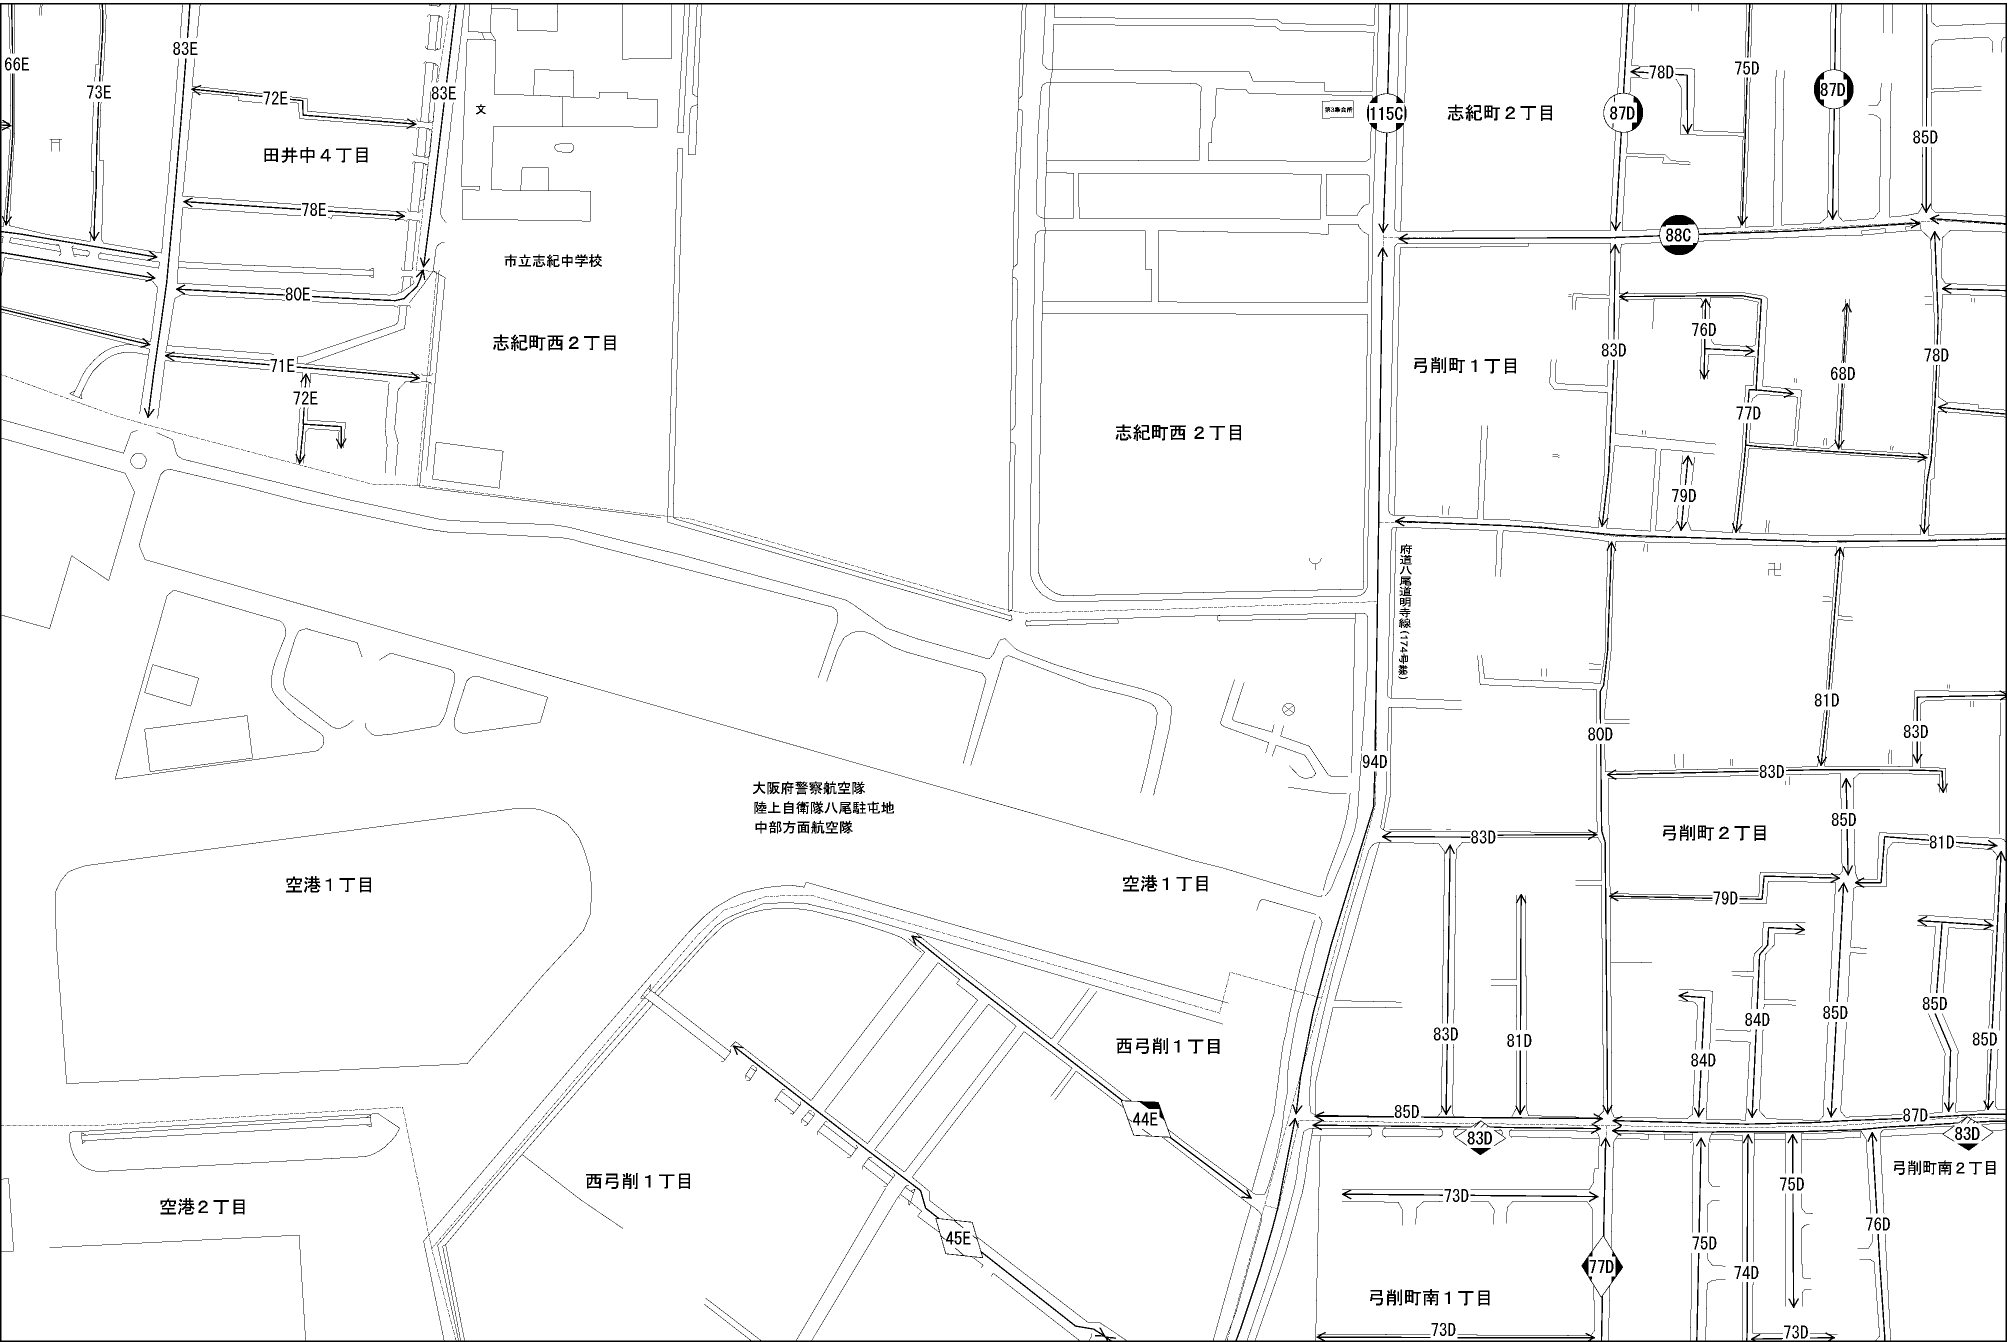 83E
66E
73E
72E
83E
文
第3集会所
115C
志紀町２丁目
87D
78D
75D
87D
85D
田井中４丁目
78E
88C
市立志紀中学校
80E
志紀町西２丁目
71E
72E
弓削町１丁目
83D
76D
68D
78D
77D
志紀町西２丁目
79D
府道八尾道明寺線(174号線)
81D
83D
80D
94D
83D
大阪府警察航空隊
陸上自衛隊八尾駐屯地
中部方面航空隊
85D
弓削町２丁目
83D
81D
空港１丁目
空港１丁目
79D
83D
81D
84D
84D
85D
85D
85D
西弓削１丁目
44E
85D
87D
83D
83D
弓削町南２丁目
西弓削１丁目
空港２丁目
73D
75D
76D
45E
75D
77D
74D
弓削町南１丁目
73D
73D